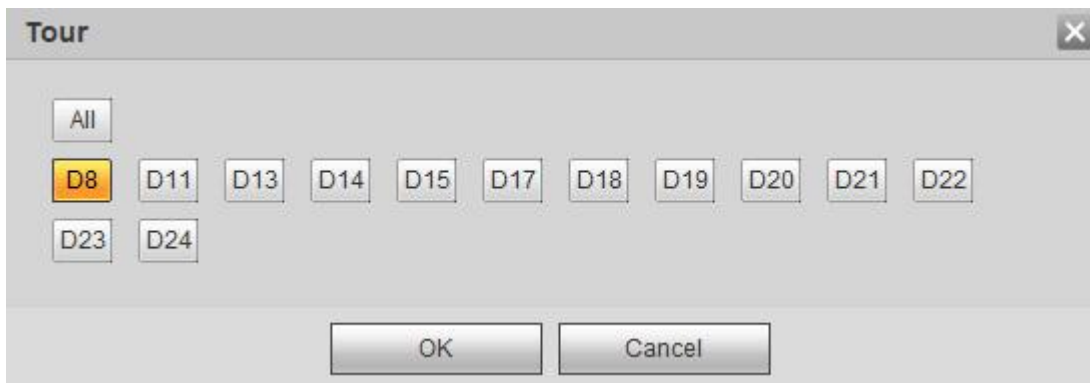 Tour
All
D8 D11 D13 D14 D15 D17 D18 D19 D20 D21 D22
D23 D24
OK Cancel